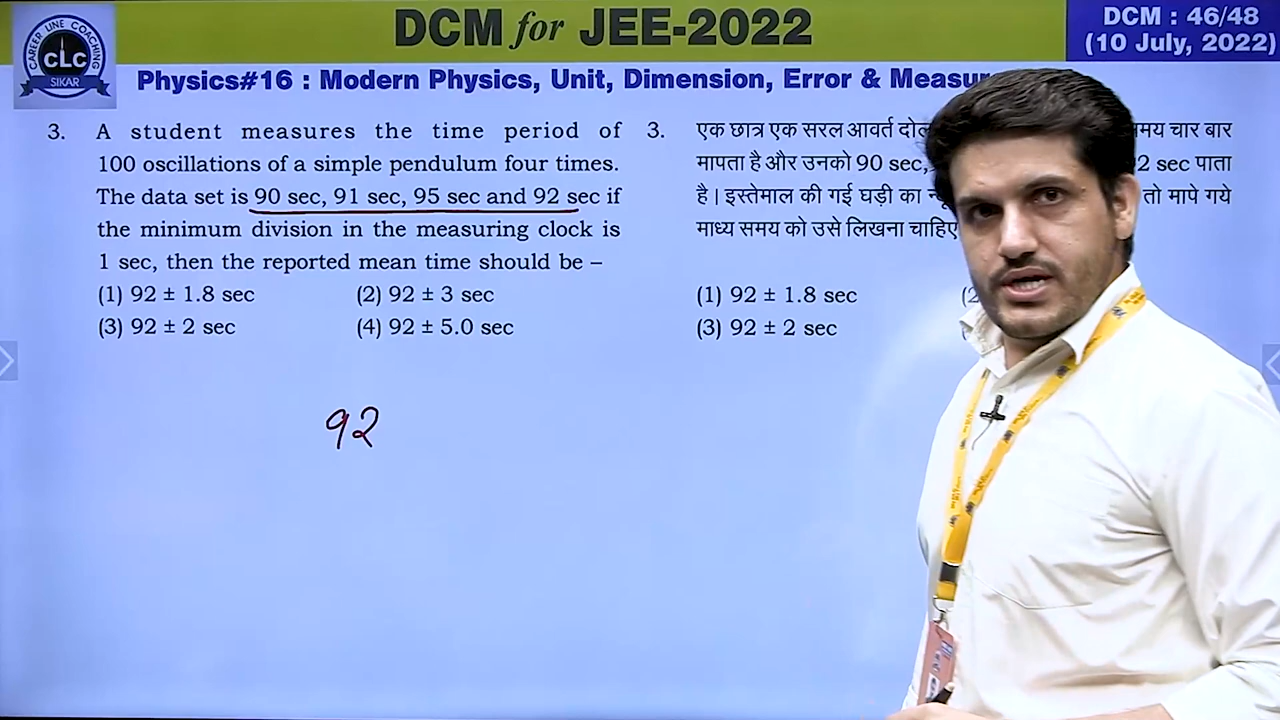 CAREER LINE COACHING
CLC
SIKAR
DCM for JEE-2022
DCM : 46/48
(10 July, 2022)
Physics#16 : Modern Physics, Unit, Dimension, Error &
3. A student measures the time period of
100 oscillations of a simple pendulum four times.
The data set is 90 sec, 91 sec, 95 sec and 92 sec if
the minimum division in the measuring clock is
1 sec, then the reported mean time should be –
(1) 92 ± 1.8 sec (2) 92 ± 3 sec
(3) 92 ± 2 sec (4) 92 ± 5.0 sec
3. एक छात्र एक सरल आवर्त चार बार
मापता है और उनको 90 sec, 2 sec पाता
है। इस्तेमाल की गई घड़ी का तो मापे गये
माध्य समय को उसे लिखना चाहिए
(1) 92 ± 1.8 sec
(3) 92 ± 2 sec
92